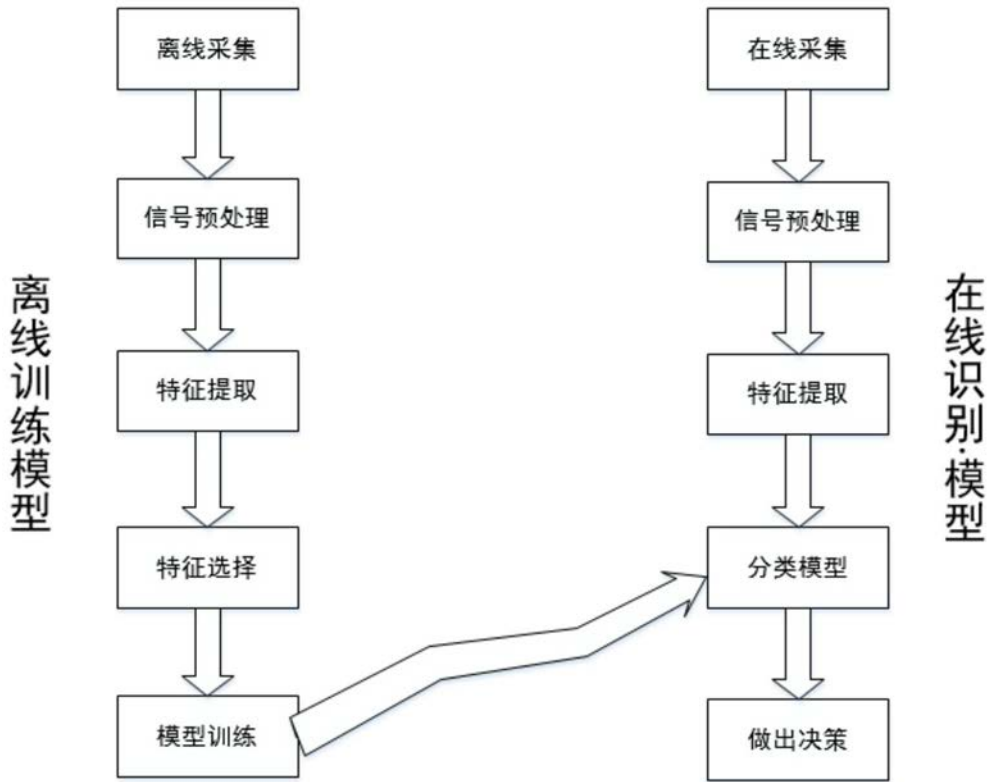 离线训练模型
离线采集
信号预处理
特征提取
特征选择
模型训练
在线采集
信号预处理
特征提取
分类模型
做出决策
在线识别.模型